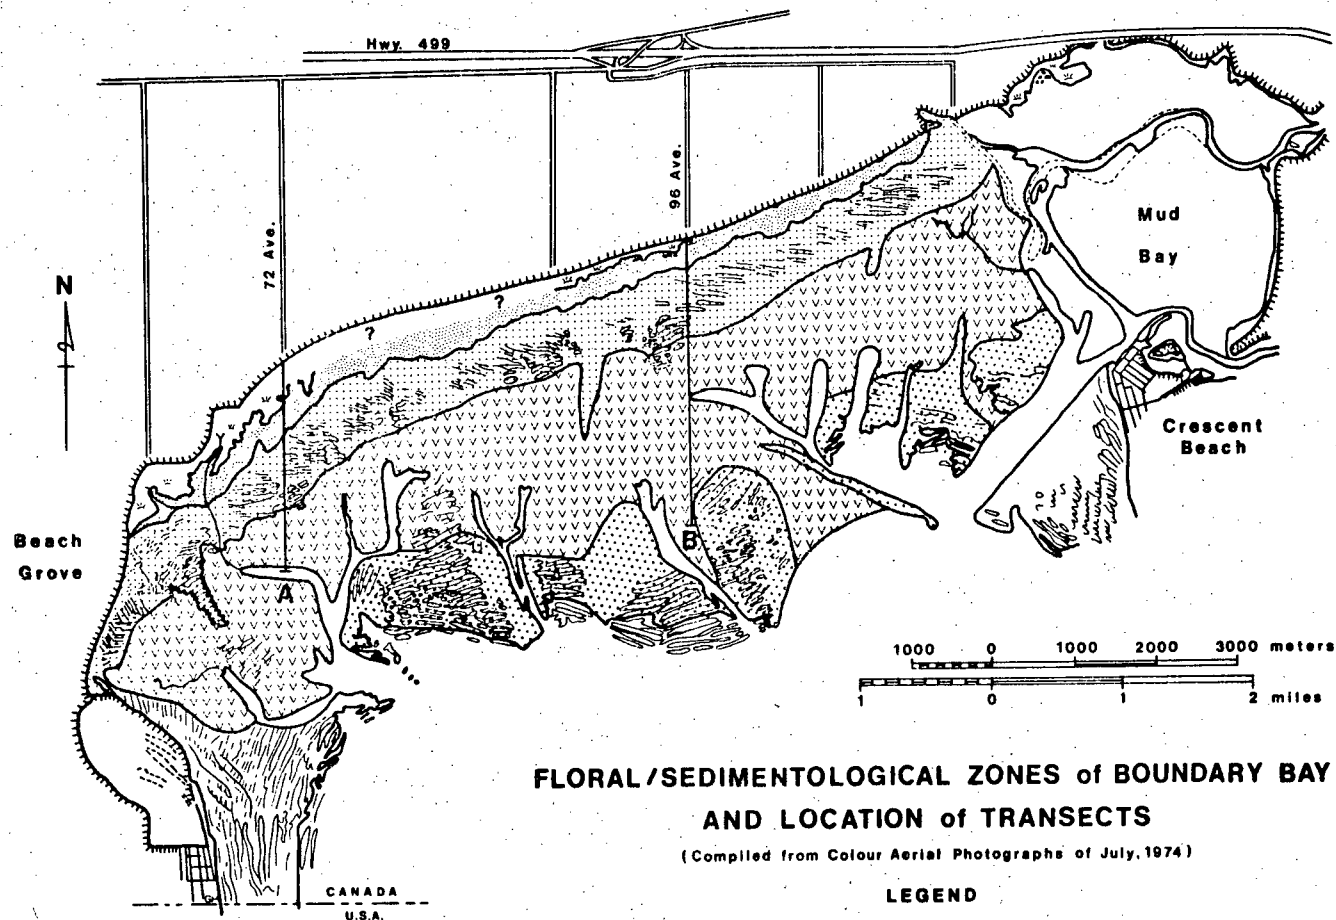 Hwy. 499
96 Ave.
72 Ave.
Mud
Bay
N
?
?
Crescent
Beach
Beach
Grove
B
A
1000 0 1000 2000 3000 meters
1 0 1 2 miles
FLORAL/SEDIMENTOLOGICAL ZONES of BOUNDARY BAY
AND LOCATION of TRANSECTS
(Compiled from Colour Aerial Photographs of July, 1974)
LEGEND
CANADA
U.S.A.